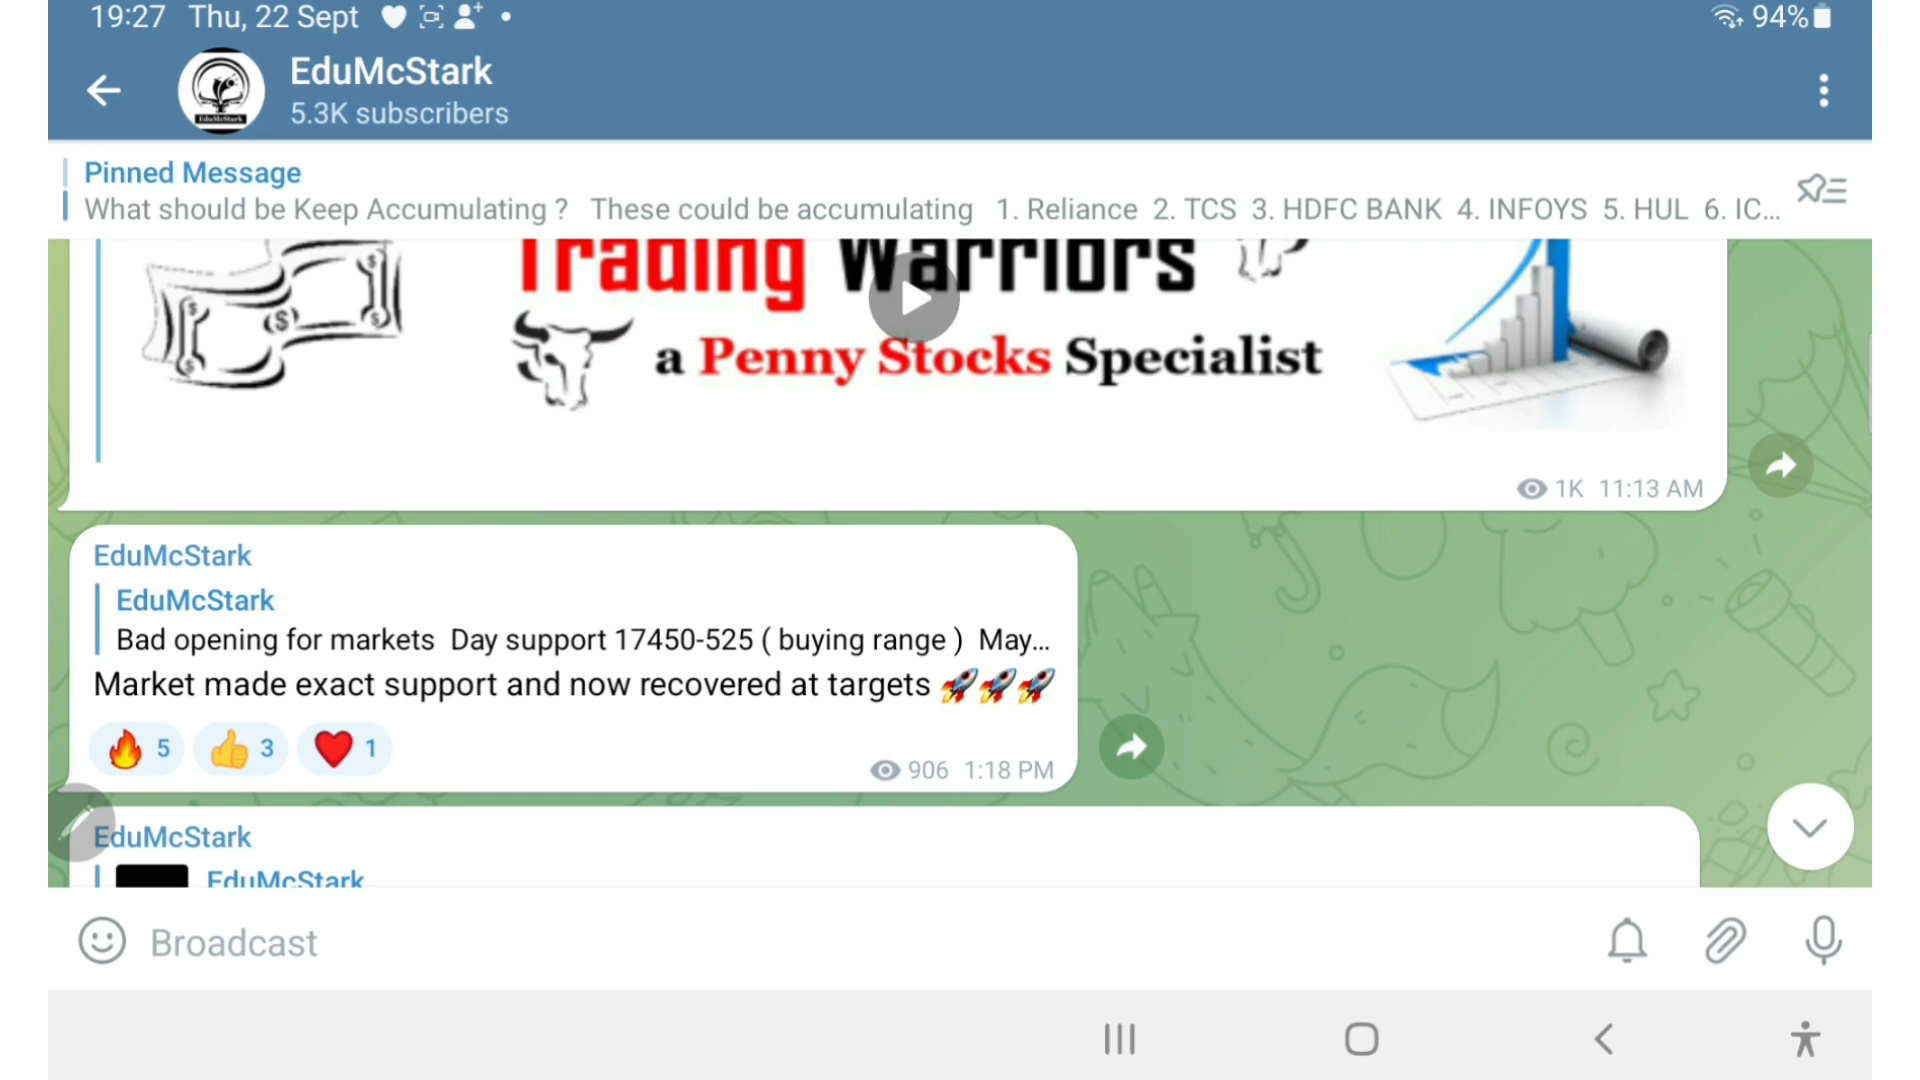 19:27 Thu, 22 Sept
94%
EduMcStark
5.3K subscribers
EduMcStark
Pinned Message
What should be Keep Accumulating ? These could be accumulating 1. Reliance 2. TCS 3. HDFC BANK 4. INFOYS 5. HUL 6. IC...
Trading Warriors
a Penny Stocks Specialist
1K 11:13 AM
EduMcStark
EduMcStark
Bad opening for markets Day support 17450-525 ( buying range ) May...
Market made exact support and now recovered at targets 🚀🚀🚀
🔥 5 👍 3 ❤️ 1
906 1:18 PM
EduMcStark
EduMcStark
Broadcast